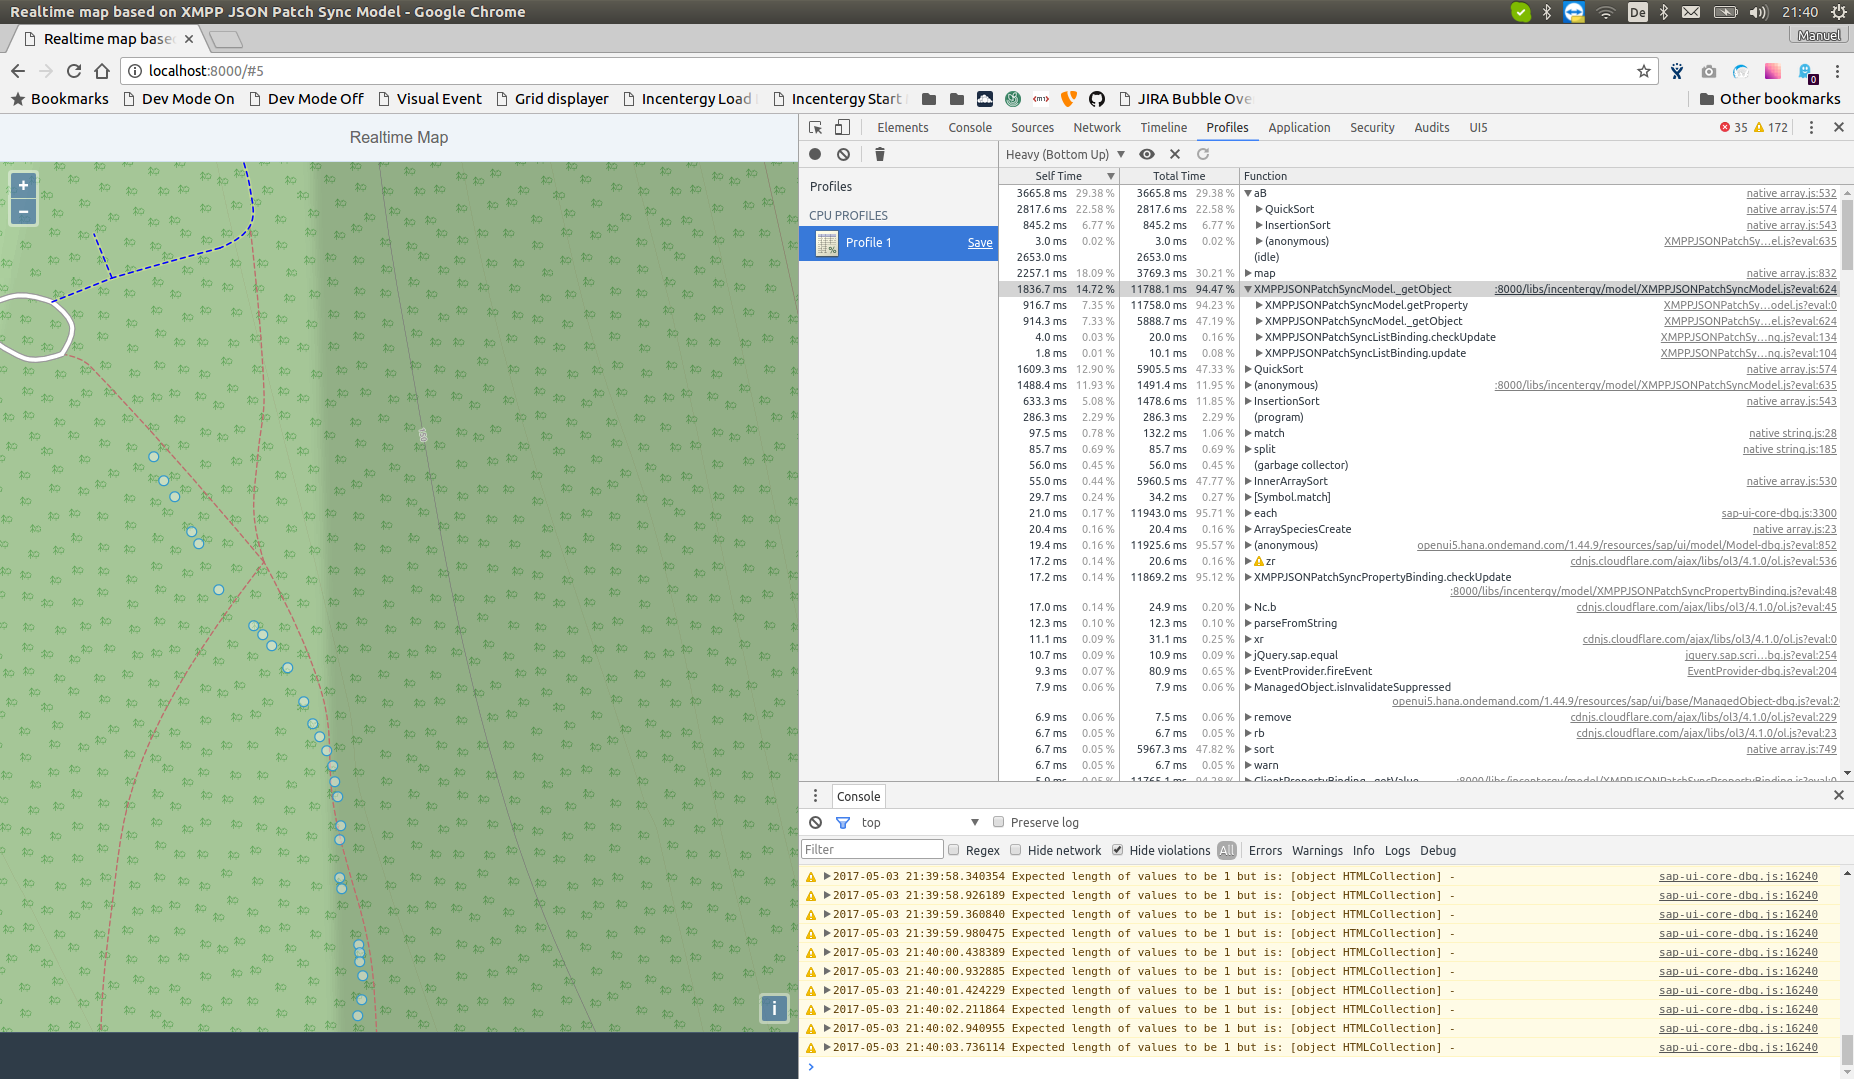 Realtime map based on XMPP JSON Patch Sync Model - Google Chrome
De
21:40
Realtime map base
Manuel
localhost:8000/#5
0
Bookmarks
Dev Mode On
Dev Mode Off
Visual Event
Grid displayer
Incentergy Load
Incentergy Start
JIRA Bubble Ove
Other bookmarks
Realtime Map
+
−
i
Elements Console Sources Network Timeline Profiles Application Security Audits UI5
35 172
Heavy (Bottom Up)
Profiles
CPU PROFILES
Profile 1 Save
Self Time Total Time Function
3665.8 ms 29.38 % 3665.8 ms 29.38 % aB native array.js:532
2817.6 ms 22.58 % 2817.6 ms 22.58 % QuickSort native array.js:574
845.2 ms 6.77 % 845.2 ms 6.77 % InsertionSort native array.js:543
3.0 ms 0.02 % 3.0 ms 0.02 % (anonymous) XMPPJSONPatchSy…el.js?eval:635
2653.0 ms 2653.0 ms (idle)
2257.1 ms 18.09 % 3769.3 ms 30.21 % map native array.js:832
1836.7 ms 14.72 % 11788.1 ms 94.47 % XMPPJSONPatchSyncModel._getObject :8000/libs/incentergy/model/XMPPJSONPatchSyncModel.js?eval:624
916.7 ms 7.35 % 11758.0 ms 94.23 % XMPPJSONPatchSyncModel.getProperty XMPPJSONPatchSy…odel.js?eval:0
914.3 ms 7.33 % 5888.7 ms 47.19 % XMPPJSONPatchSyncModel._getObject XMPPJSONPatchSy…el.js?eval:624
4.0 ms 0.03 % 20.0 ms 0.16 % XMPPJSONPatchSyncListBinding.checkUpdate XMPPJSONPatchSy…ng.js?eval:134
1.8 ms 0.01 % 10.1 ms 0.08 % XMPPJSONPatchSyncListBinding.update XMPPJSONPatchSy…ng.js?eval:104
1609.3 ms 12.90 % 5905.5 ms 47.33 % QuickSort native array.js:574
1488.4 ms 11.93 % 1491.4 ms 11.95 % (anonymous) :8000/libs/incentergy/model/XMPPJSONPatchSyncModel.js?eval:635
633.3 ms 5.08 % 1478.6 ms 11.85 % InsertionSort native array.js:543
286.3 ms 2.29 % 286.3 ms 2.29 % (program)
97.5 ms 0.78 % 132.2 ms 1.06 % match native string.js:28
85.7 ms 0.69 % 85.7 ms 0.69 % split native string.js:185
56.0 ms 0.45 % 56.0 ms 0.45 % (garbage collector)
55.0 ms 0.44 % 5960.5 ms 47.77 % InnerArraySort native array.js:530
29.7 ms 0.24 % 34.2 ms 0.27 % [Symbol.match]
21.0 ms 0.17 % 11943.0 ms 95.71 % each sap-ui-core-dbg.js:3300
20.4 ms 0.16 % 20.4 ms 0.16 % ArraySpeciesCreate native array.js:23
19.4 ms 0.16 % 11925.6 ms 95.57 % (anonymous) openui5.hana.ondemand.com/1.44.9/resources/sap/ui/model/Model-dbg.js?eval:852
17.2 ms 0.14 % 20.6 ms 0.16 % zr cdnjs.cloudflare.com/ajax/libs/ol3/4.1.0/ol.js?eval:536
17.2 ms 0.14 % 11869.2 ms 95.12 % XMPPJSONPatchSyncPropertyBinding.checkUpdate
:8000/libs/incentergy/model/XMPPJSONPatchSyncPropertyBinding.js?eval:48
17.0 ms 0.14 % 24.9 ms 0.20 % Nc.b cdnjs.cloudflare.com/ajax/libs/ol3/4.1.0/ol.js?eval:45
12.3 ms 0.10 % 12.3 ms 0.10 % parseFromString
11.1 ms 0.09 % 31.1 ms 0.25 % xr cdnjs.cloudflare.com/ajax/libs/ol3/4.1.0/ol.js?eval:0
10.7 ms 0.09 % 10.9 ms 0.09 % jQuery.sap.equal jquery.sap.scri…bg.js?eval:254
9.3 ms 0.07 % 80.9 ms 0.65 % EventProvider.fireEvent EventProvider-dbg.js?eval:204
7.9 ms 0.06 % 7.9 ms 0.06 % ManagedObject.isInvalidateSuppressed
openui5.hana.ondemand.com/1.44.9/resources/sap/ui/base/ManagedObject-dbg.js?eval:2
6.9 ms 0.06 % 7.5 ms 0.06 % remove cdnjs.cloudflare.com/ajax/libs/ol3/4.1.0/ol.js?eval:229
6.7 ms 0.05 % 6.7 ms 0.05 % rb cdnjs.cloudflare.com/ajax/libs/ol3/4.1.0/ol.js?eval:23
6.7 ms 0.05 % 5967.3 ms 47.82 % sort native array.js:749
6.7 ms 0.05 % 6.7 ms 0.05 % warn
5.9 ms 0.05 % 11765.1 ms 94.28 % ClientPropertyBinding._getValue :8000/libs/incentergy/model/XMPPJSONPatchSyncPropertyBinding.js?eval:0
Console
top Preserve log
Filter Regex Hide network Hide violations All Errors Warnings Info Logs Debug
2017-05-03 21:39:58.340354 Expected length of values to be 1 but is: [object HTMLCollection] - sap-ui-core-dbg.js:16240
2017-05-03 21:39:58.926189 Expected length of values to be 1 but is: [object HTMLCollection] - sap-ui-core-dbg.js:16240
2017-05-03 21:39:59.360840 Expected length of values to be 1 but is: [object HTMLCollection] - sap-ui-core-dbg.js:16240
2017-05-03 21:39:59.980475 Expected length of values to be 1 but is: [object HTMLCollection] - sap-ui-core-dbg.js:16240
2017-05-03 21:40:00.438389 Expected length of values to be 1 but is: [object HTMLCollection] - sap-ui-core-dbg.js:16240
2017-05-03 21:40:00.932885 Expected length of values to be 1 but is: [object HTMLCollection] - sap-ui-core-dbg.js:16240
2017-05-03 21:40:01.424229 Expected length of values to be 1 but is: [object HTMLCollection] - sap-ui-core-dbg.js:16240
2017-05-03 21:40:02.211864 Expected length of values to be 1 but is: [object HTMLCollection] - sap-ui-core-dbg.js:16240
2017-05-03 21:40:02.940955 Expected length of values to be 1 but is: [object HTMLCollection] - sap-ui-core-dbg.js:16240
2017-05-03 21:40:03.736114 Expected length of values to be 1 but is: [object HTMLCollection] - sap-ui-core-dbg.js:16240